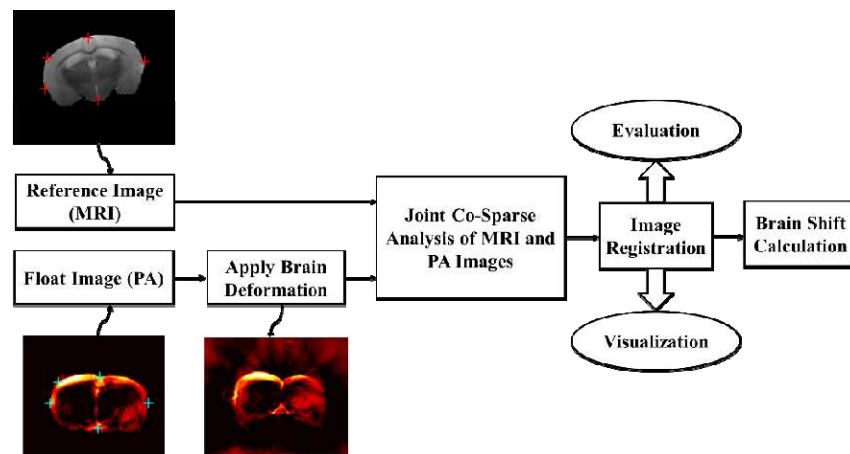 Evaluation
Reference Image
(MRI)
Joint Co-Sparse
Analysis of MRI and
PA Images
Image
Registration
Brain Shift
Calculation
Float Image (PA)
Apply Brain
Deformation
Visualization